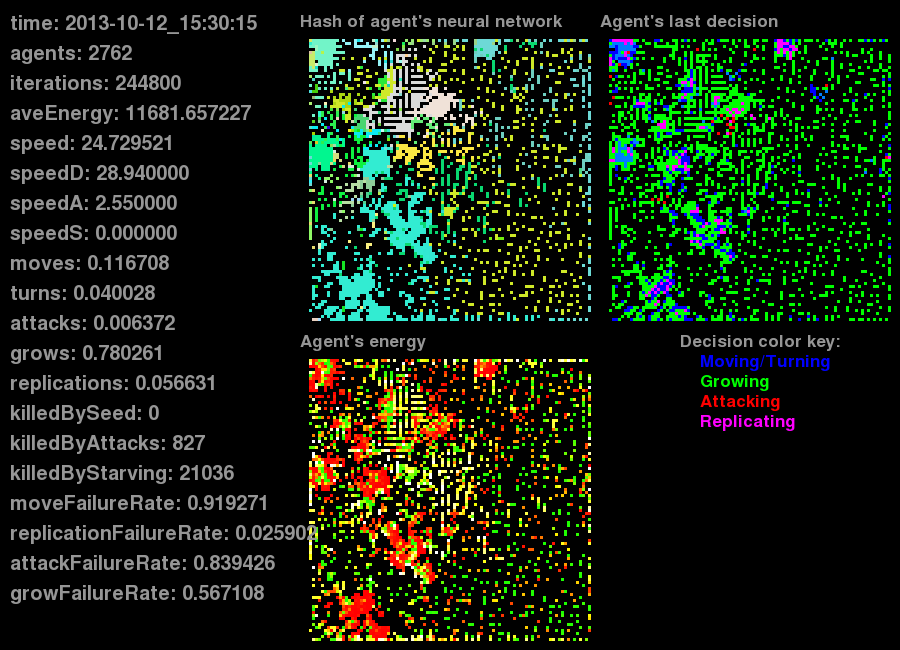 time: 2013-10-12_15:30:15
agents: 2762
iterations: 244800
aveEnergy: 11681.657227
speed: 24.729521
speedD: 28.940000
speedA: 2.550000
speedS: 0.000000
moves: 0.116708
turns: 0.040028
attacks: 0.006372
grows: 0.780261
replications: 0.056631
killedBySeed: 0
killedByAttacks: 827
killedByStarving: 21036
moveFailureRate: 0.919271
replicationFailureRate: 0.025902
attackFailureRate: 0.839426
growFailureRate: 0.567108
Hash of agent's neural network
Agent's last decision
Agent's energy
Decision color key:
Moving/Turning
Growing
Attacking
Replicating